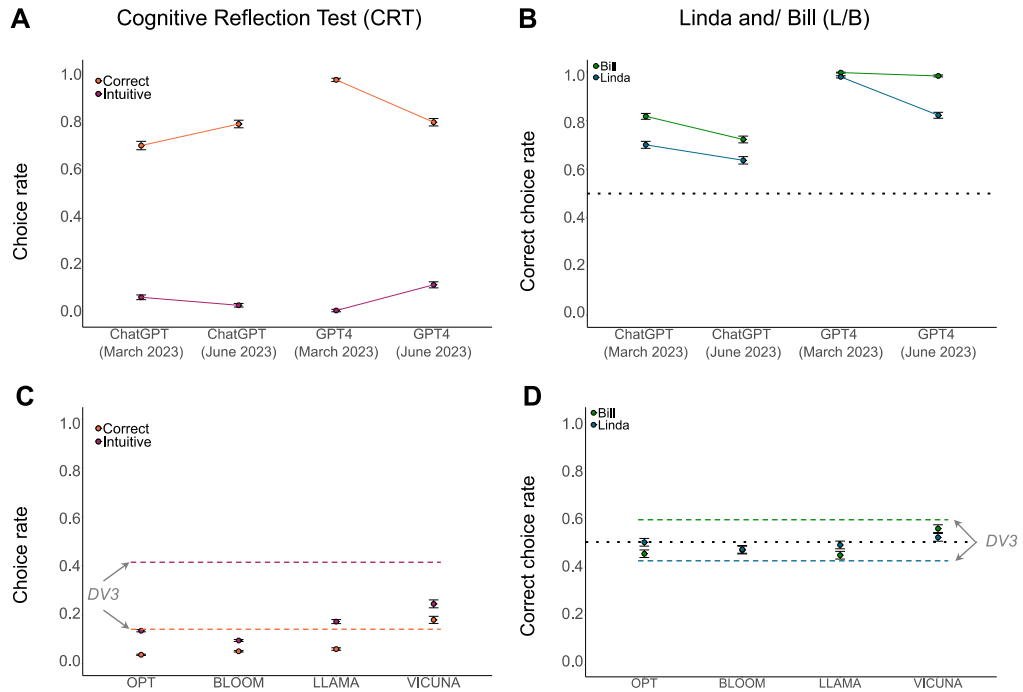 A
Cognitive Reflection Test (CRT)
Correct
Intuitive
Choice rate
1.0
0.8
0.6
0.4
0.2
0.0
ChatGPT (March 2023)
ChatGPT (June 2023)
GPT4 (March 2023)
GPT4 (June 2023)
B
Linda and/ Bill (L/B)
Bill
Linda
Correct choice rate
1.0
0.8
0.6
0.4
0.2
0.0
ChatGPT (March 2023)
ChatGPT (June 2023)
GPT4 (March 2023)
GPT4 (June 2023)
C
Correct
Intuitive
Choice rate
1.0
0.8
0.6
0.4
0.2
0.0
DV3
OPT
BLOOM
LLAMA
VICUNA
D
Bill
Linda
Correct choice rate
1.0
0.8
0.6
0.4
0.2
0.0
DV3
OPT
BLOOM
LLAMA
VICUNA